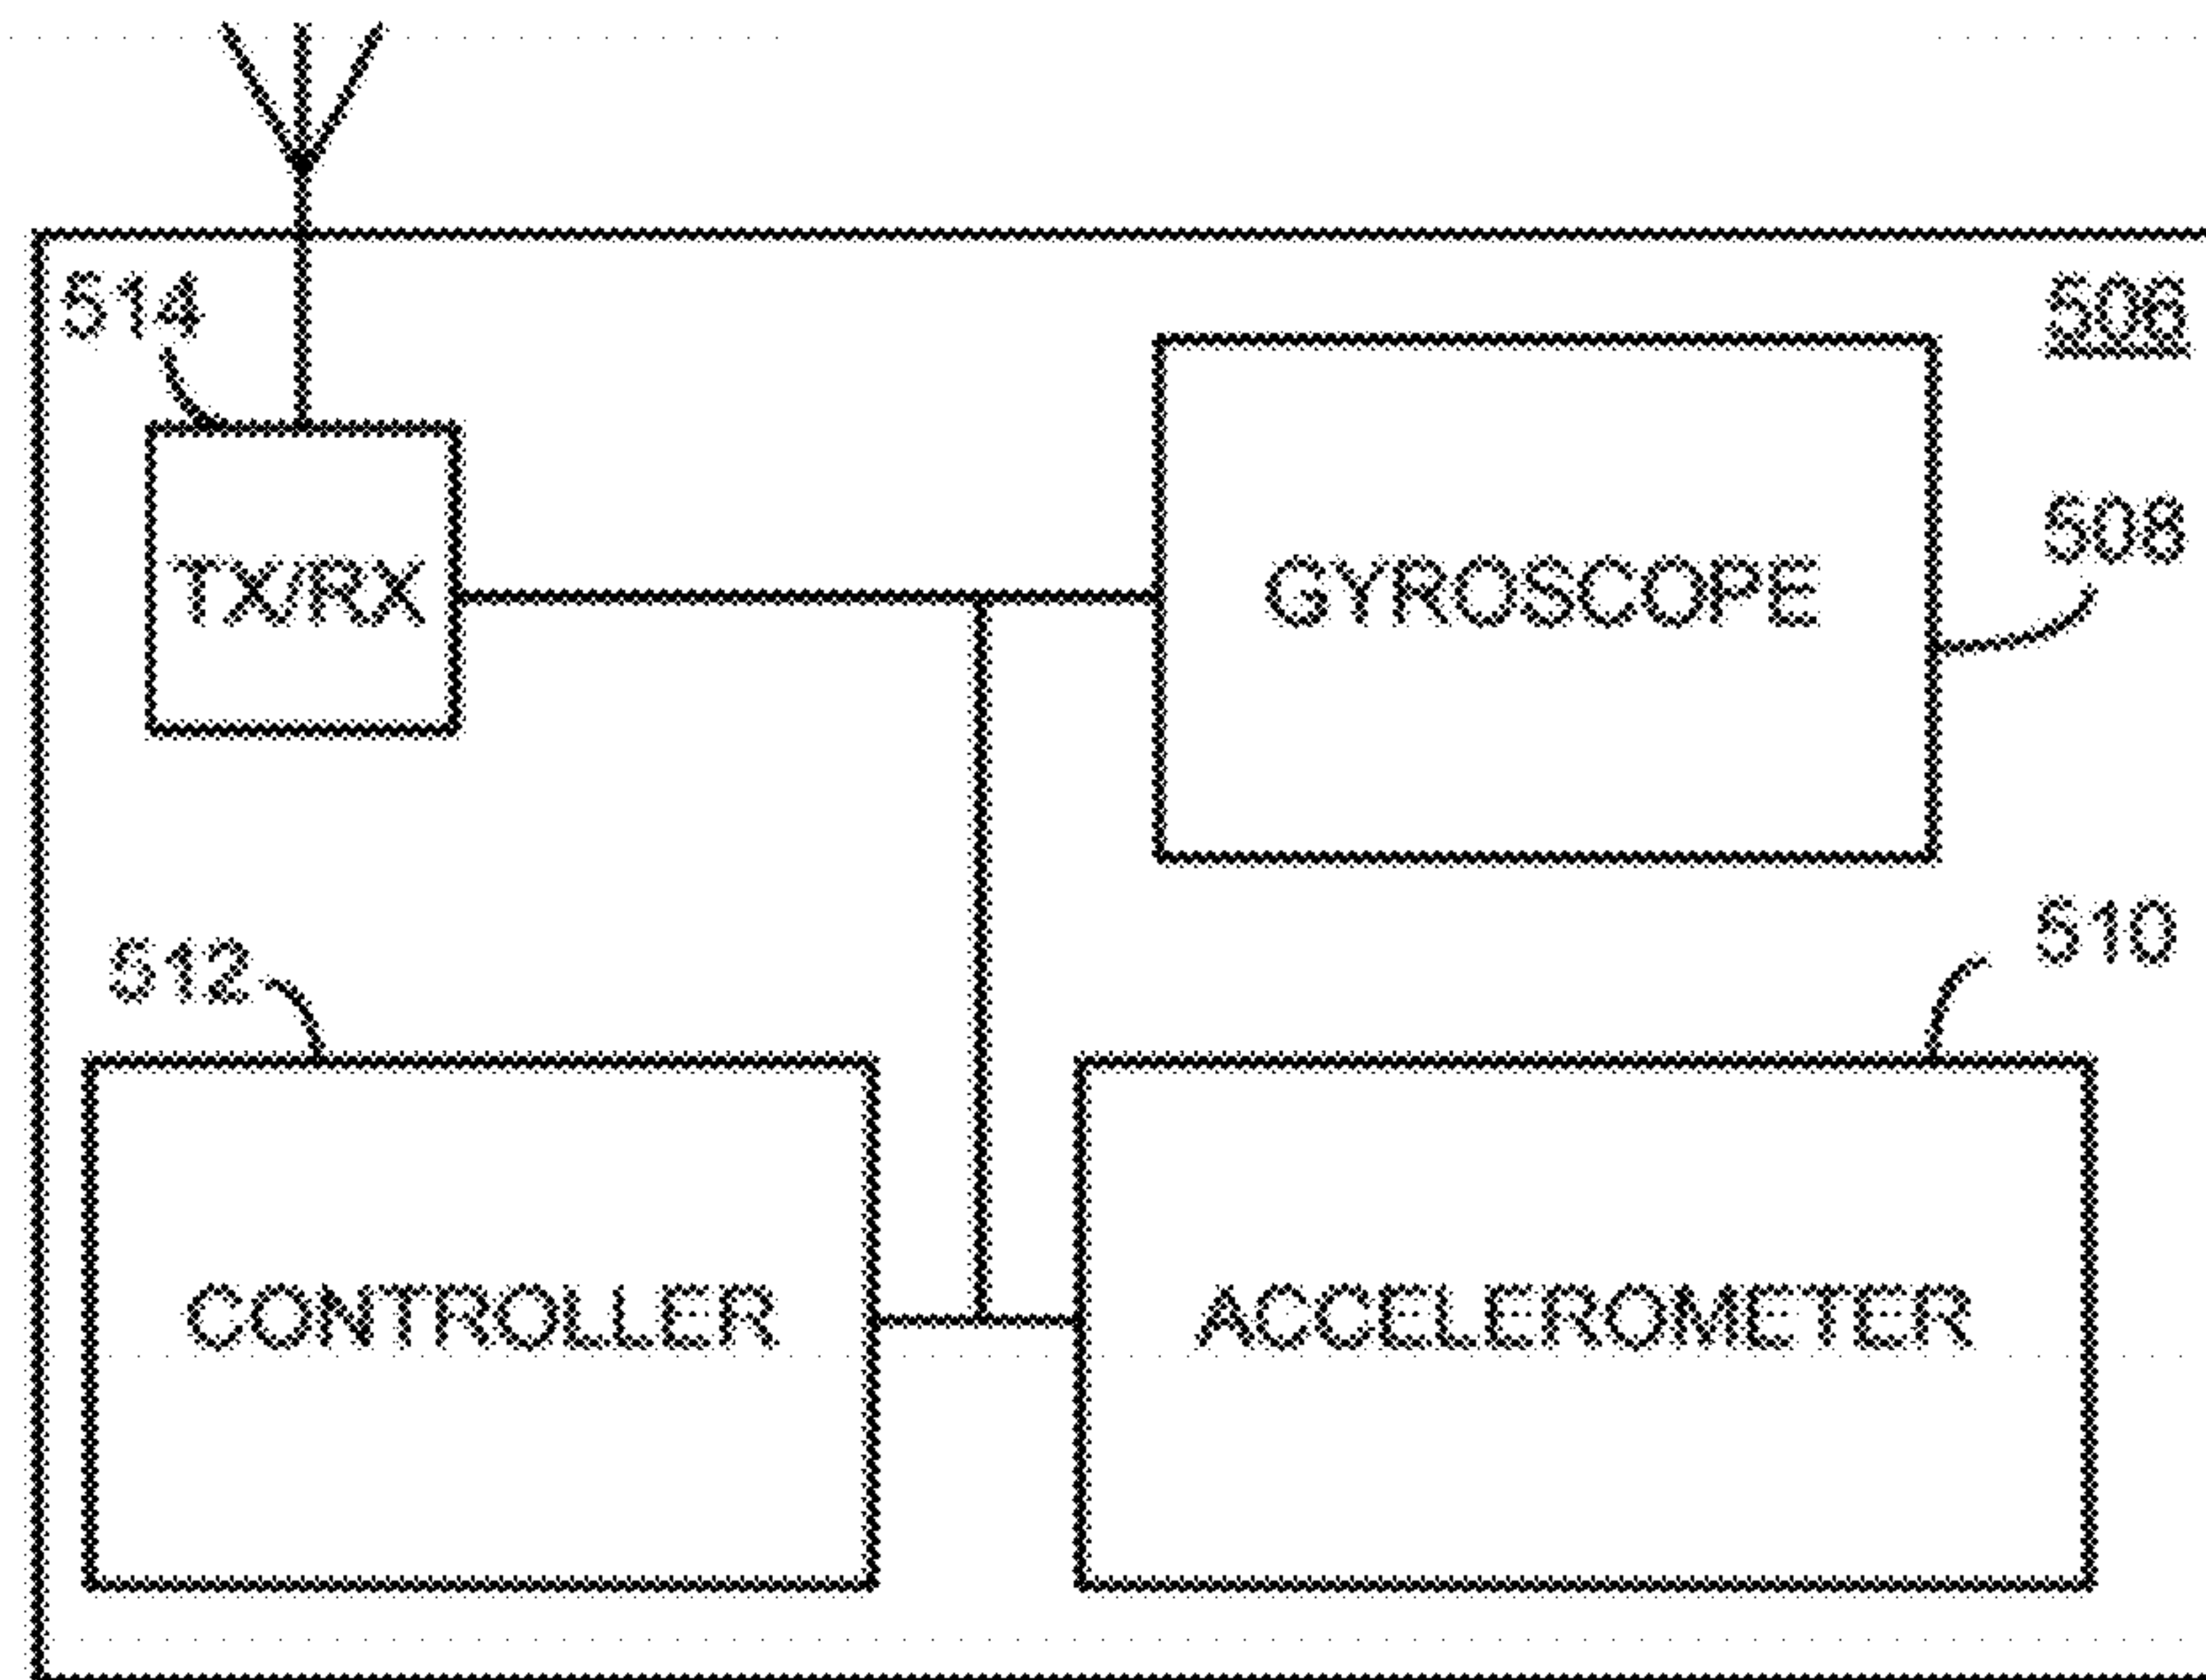 514
506
TX/RX
GYROSCOPE
508
512
510
CONTROLLER
ACCELEROMETER